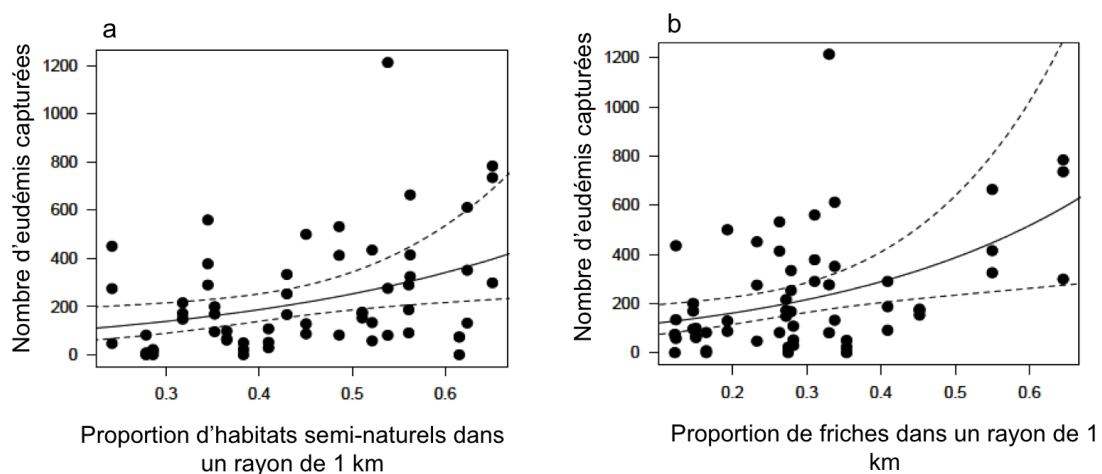 a
Nombre d'eudémis capturées
1200
800
600
400
200
0
0.3
0.4
0.5
0.6
Proportion d'habitats semi-naturels dans
un rayon de 1 km
b
Nombre d'eudémis capturées
1200
800
600
400
200
0
0.2
0.3
0.4
0.5
0.6
Proportion de friches dans un rayon de 1
km